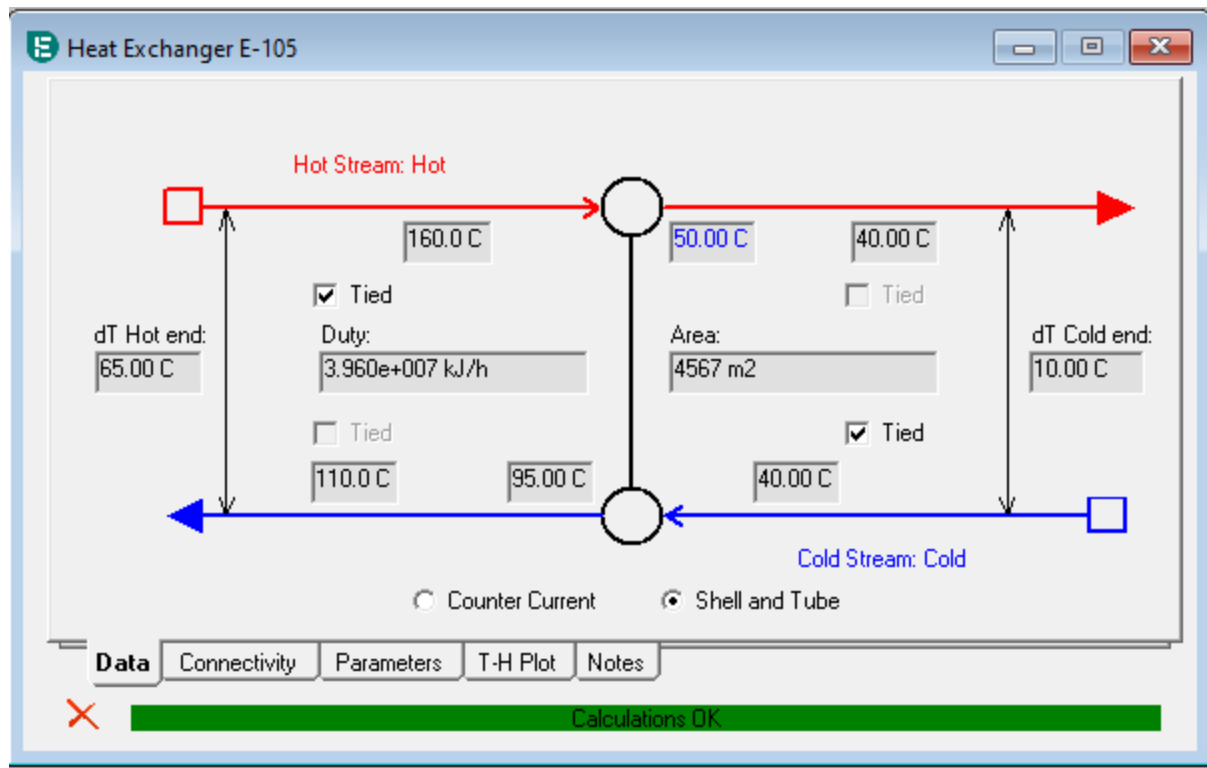 Heat Exchanger E-105
Hot Stream: Hot
160.0 C
50.00 C
40.00 C
Tied
Tied
dT Hot end:
Duty:
Area:
dT Cold end:
65.00 C
3.960e+007 kJ/h
4567 m2
10.00 C
Tied
Tied
110.0 C
95.00 C
40.00 C
Cold Stream: Cold
Counter Current
Shell and Tube
Data
Connectivity
Parameters
T-H Plot
Notes
Calculations OK